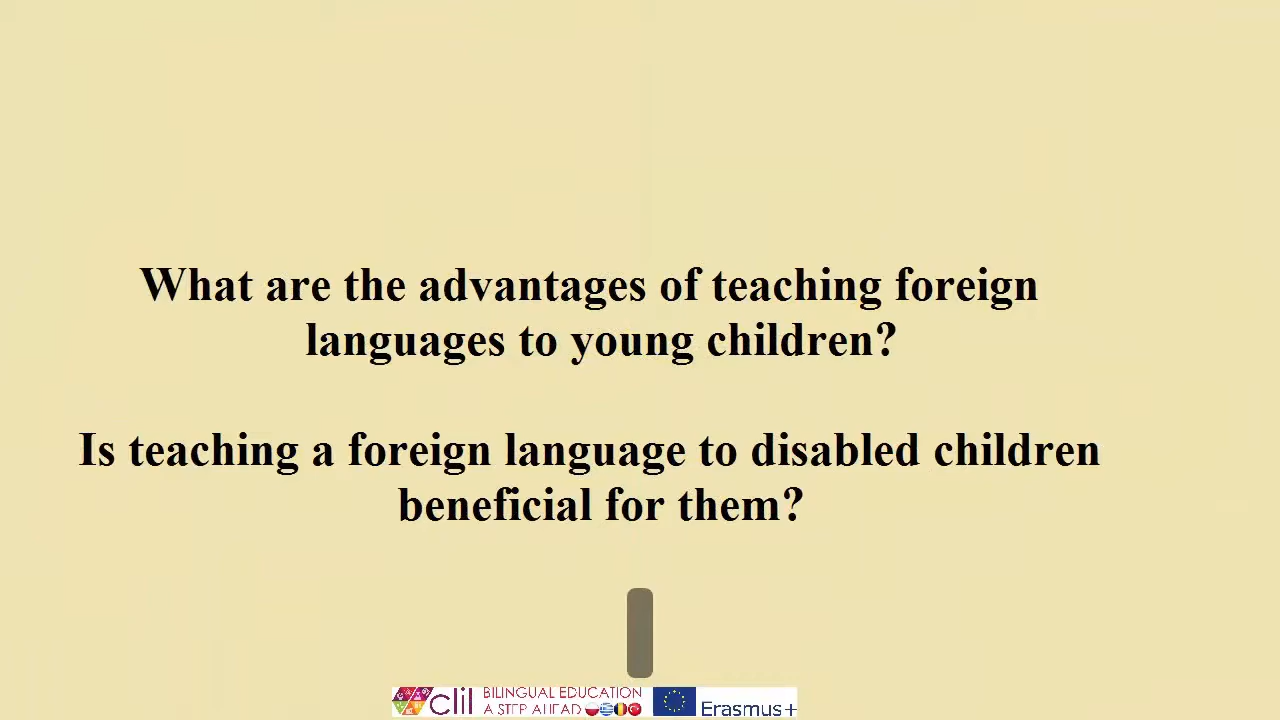 What are the advantages of teaching foreign
languages to young children?
Is teaching a foreign language to disabled children
beneficial for them?
clil BILINGUAL EDUCATION
A STEP AHEAD
Erasmus+